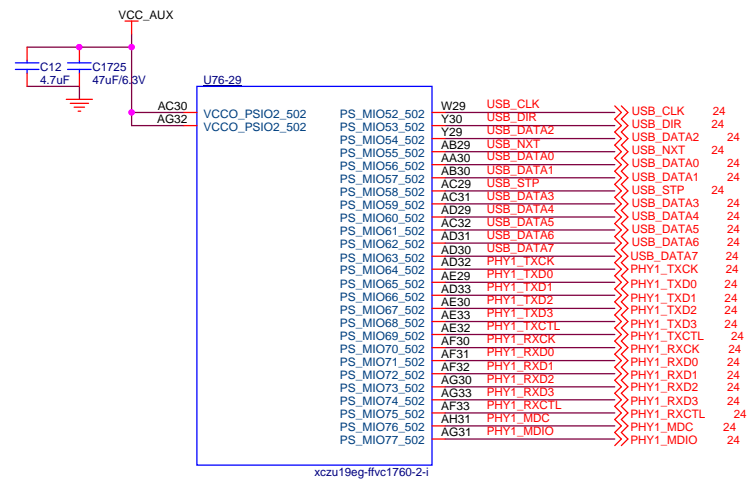 VCC_AUX
C12
4.7uF
C1725
47uF/6.3V
U76-29
AC30 VCCO_PSIO2_502
AG32 VCCO_PSIO2_502
PS_MIO52_502 W29 USB_CLK USB_CLK 24
PS_MIO53_502 Y30 USB_DIR USB_DIR 24
PS_MIO54_502 Y29 USB_DATA2 USB_DATA2 24
PS_MIO55_502 AB29 USB_NXT USB_NXT 24
PS_MIO56_502 AA30 USB_DATA0 USB_DATA0 24
PS_MIO57_502 AB30 USB_DATA1 USB_DATA1 24
PS_MIO58_502 AC29 USB_STP USB_STP 24
PS_MIO59_502 AC31 USB_DATA3 USB_DATA3 24
PS_MIO60_502 AD29 USB_DATA4 USB_DATA4 24
PS_MIO61_502 AC32 USB_DATA5 USB_DATA5 24
PS_MIO62_502 AD31 USB_DATA6 USB_DATA6 24
PS_MIO63_502 AD30 USB_DATA7 USB_DATA7 24
PS_MIO64_502 AD32 PHY1_TXCK PHY1_TXCK 24
PS_MIO65_502 AE29 PHY1_TXD0 PHY1_TXD0 24
PS_MIO66_502 AD33 PHY1_TXD1 PHY1_TXD1 24
PS_MIO67_502 AE30 PHY1_TXD2 PHY1_TXD2 24
PS_MIO68_502 AE33 PHY1_TXD3 PHY1_TXD3 24
PS_MIO69_502 AE32 PHY1_TXCTL PHY1_TXCTL 24
PS_MIO70_502 AF30 PHY1_RXCK PHY1_RXCK 24
PS_MIO71_502 AF31 PHY1_RXD0 PHY1_RXD0 24
PS_MIO72_502 AF32 PHY1_RXD1 PHY1_RXD1 24
PS_MIO73_502 AG30 PHY1_RXD2 PHY1_RXD2 24
PS_MIO74_502 AG33 PHY1_RXD3 PHY1_RXD3 24
PS_MIO75_502 AF33 PHY1_RXCTL PHY1_RXCTL 24
PS_MIO76_502 AH31 PHY1_MDC PHY1_MDC 24
PS_MIO77_502 AG31 PHY1_MDIO PHY1_MDIO 24
xczu19eg-ffvc1760-2-i